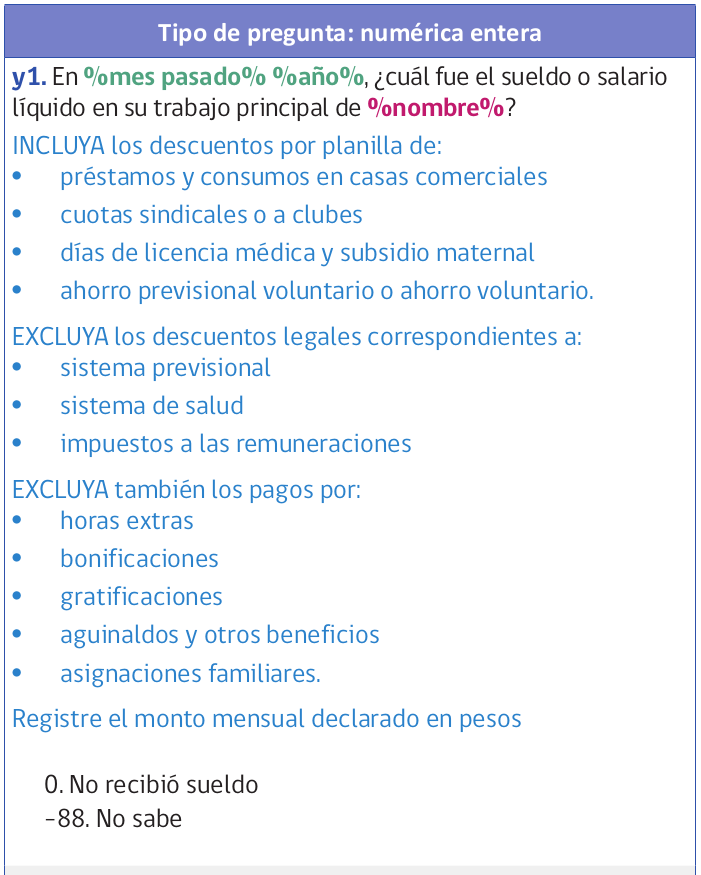 Tipo de pregunta: numérica entera
y1. En %mes pasado% %año%, ¿cuál fue el sueldo o salario
líquido en su trabajo principal de %nombre%?
INCLUYA los descuentos por planilla de:
• préstamos y consumos en casas comerciales
• cuotas sindicales o a clubes
• días de licencia médica y subsidio maternal
• ahorro previsional voluntario o ahorro voluntario.
EXCLUYA los descuentos legales correspondientes a:
• sistema previsional
• sistema de salud
• impuestos a las remuneraciones
EXCLUYA también los pagos por:
• horas extras
• bonificaciones
• gratificaciones
• aguinaldos y otros beneficios
• asignaciones familiares.
Registre el monto mensual declarado en pesos
0. No recibió sueldo
-88. No sabe